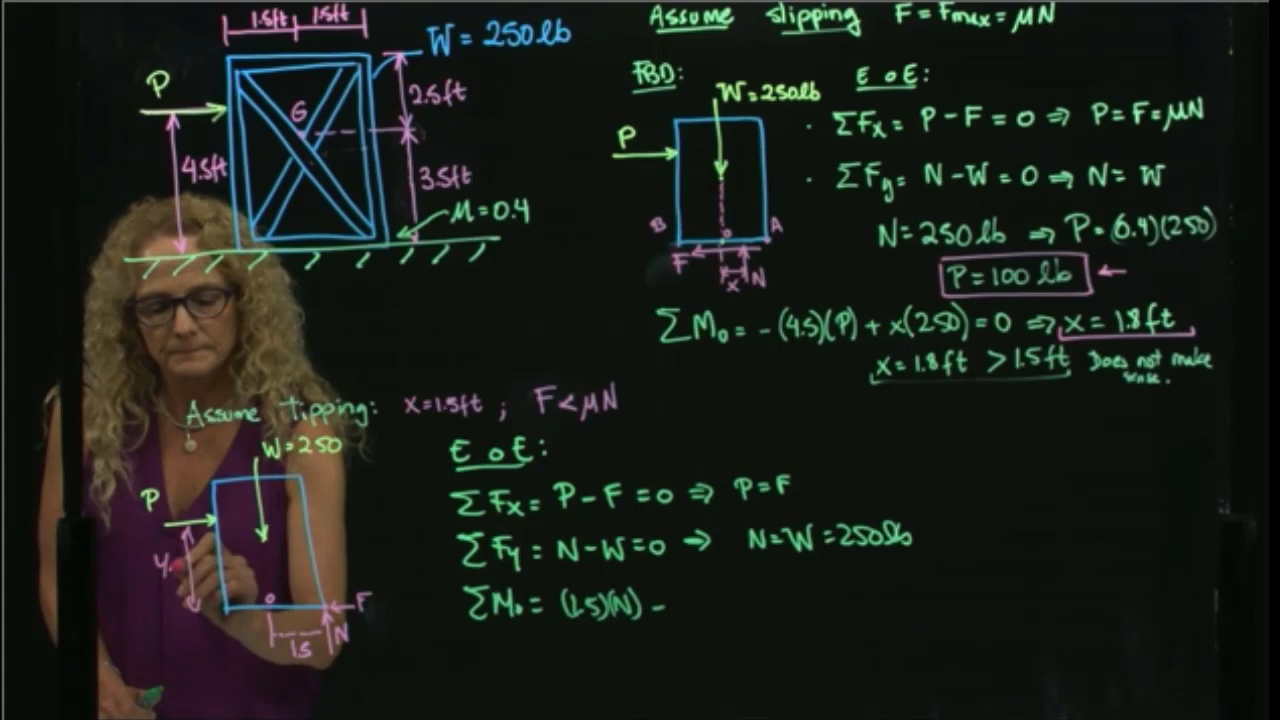 1.5ft 1.5ft
W = 250 lb
P
G
2.5ft
4.5ft
3.5ft
M = 0.4
Assume slipping F = Fmax = μN
FBD:
W = 250lb
P
B
A
F
x
N
E o E:
· ΣFx = P - F = 0 ⇒ P = F = μN
· ΣFy = N - W = 0 ⇒ N = W
N = 250 lb ⇒ P = (0.4)(250)
P = 100 lb ←
ΣMo = - (4.5)(P) + x(250) = 0 ⇒ x = 1.8 ft
x = 1.8 ft > 1.5 ft Does not make
sense.
Assume tipping: x = 1.5ft ; F < μN
W = 250
P
4.
o
F
N
1.5
E o E:
ΣFx = P - F = 0 ⇒ P = F
ΣFy = N - W = 0 ⇒ N = W = 250lb
ΣMo = (1.5)(N) -